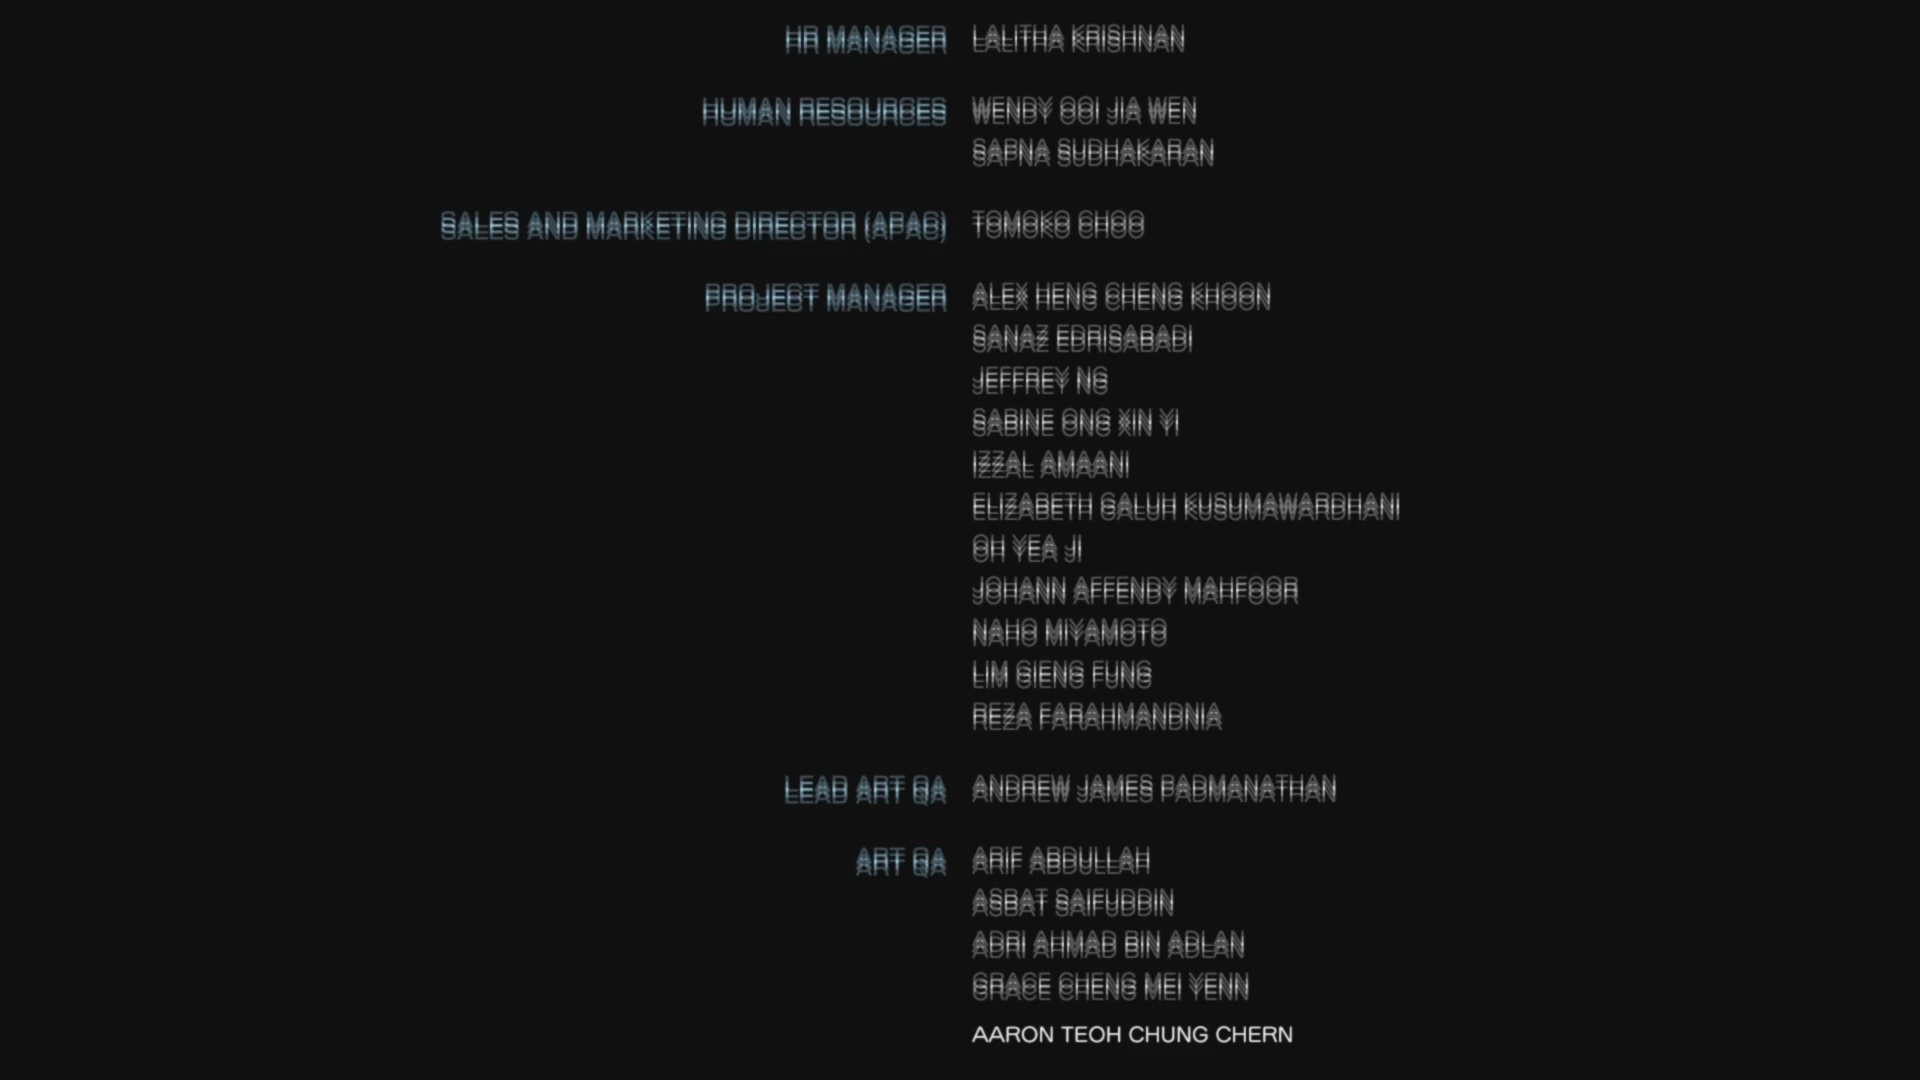 HR MANAGER LALITHA KRISHNAN
HUMAN RESOURCES WENDY OOI JIA WEN
SAPNA SUDHAKARAN
SALES AND MARKETING DIRECTOR (APAC) TOMOKO CHOO
PROJECT MANAGER ALEX HENG CHENG KHOON
SANAZ EDRISABADI
JEFFREY NG
SABINE ONG XIN YI
IZZAL AMAANI
ELIZABETH GALUH KUSUMAWARDHANI
OH YEA JI
JOHANN AFFENDY MAHFOOR
NAHO MIYAMOTO
LIM GIENG FUNG
REZA FARAHMANDNIA
LEAD ART QA ANDREW JAMES PADMANATHAN
ART QA ARIF ABDULLAH
ASBAT SAIFUDDIN
ADRI AHMAD BIN ADLAN
GRACE CHENG MEI YENN
AARON TEOH CHUNG CHERN